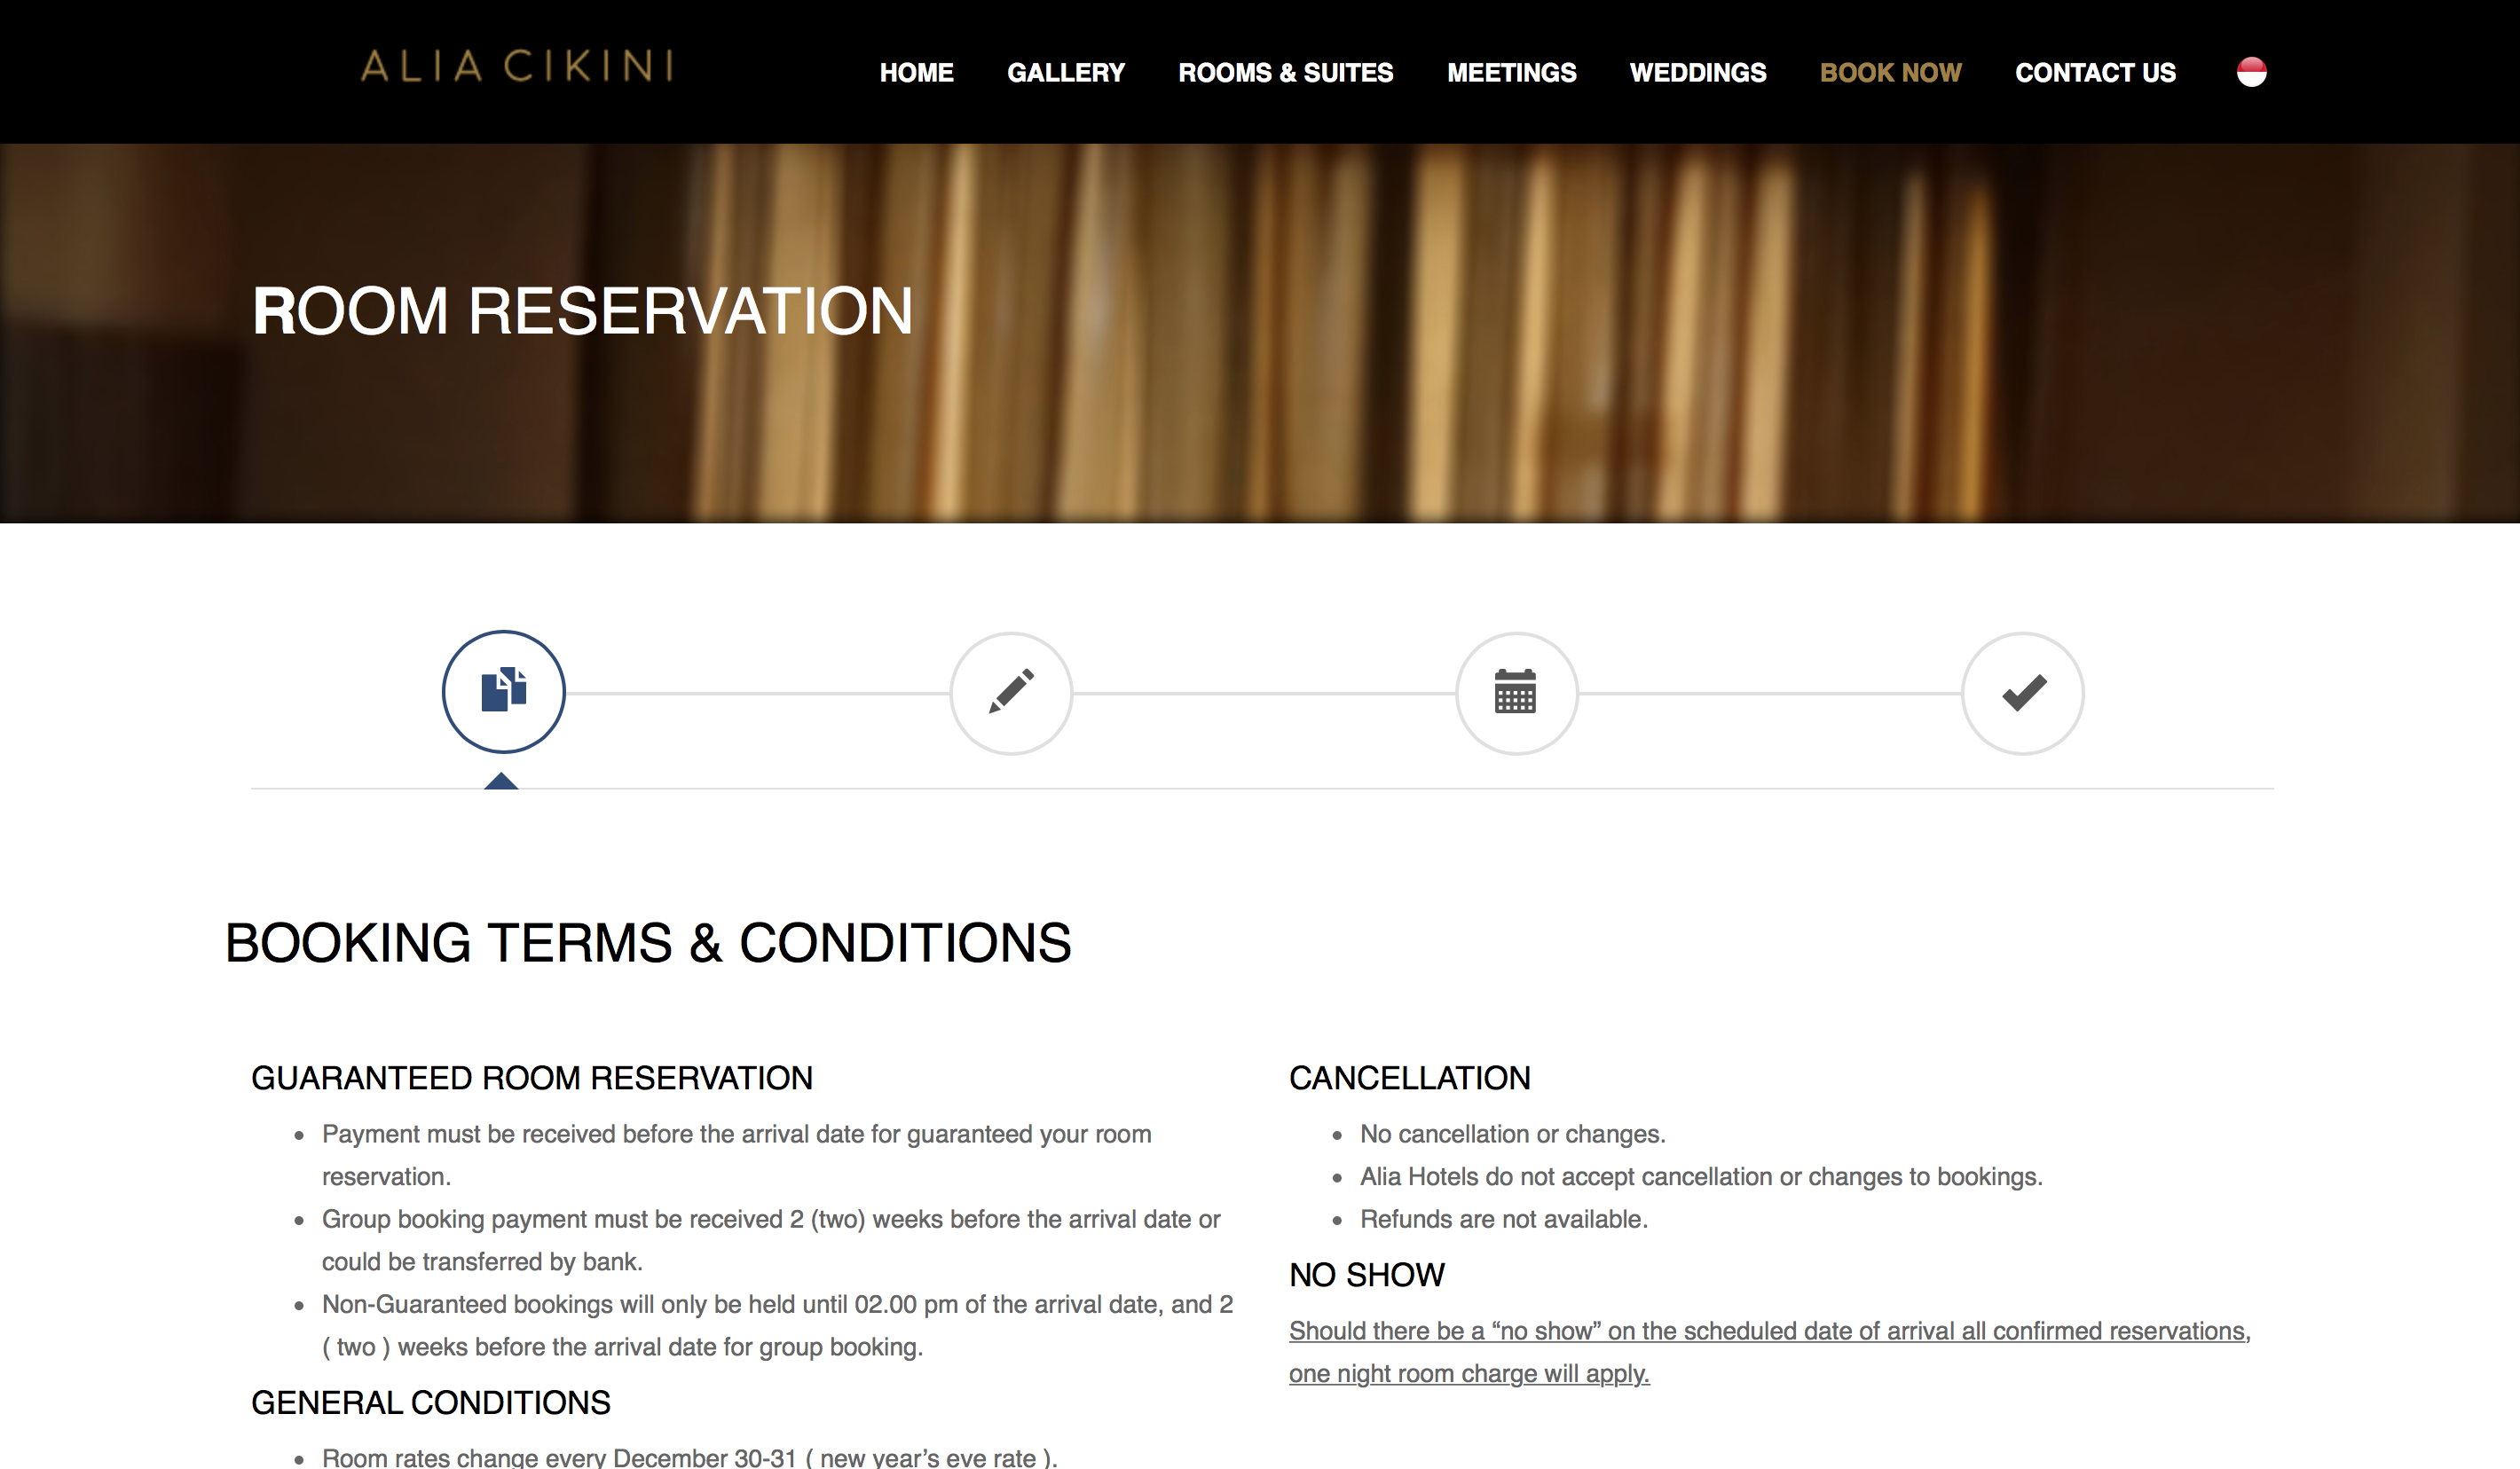 ALIA CIKINI
HOME GALLERY ROOMS & SUITES MEETINGS WEDDINGS BOOK NOW CONTACT US
ROOM RESERVATION
BOOKING TERMS & CONDITIONS
GUARANTEED ROOM RESERVATION
Payment must be received before the arrival date for guaranteed your room
reservation.
Group booking payment must be received 2 (two) weeks before the arrival date or
could be transferred by bank.
Non-Guaranteed bookings will only be held until 02.00 pm of the arrival date, and 2
( two ) weeks before the arrival date for group booking.
GENERAL CONDITIONS
Room rates change every December 30-31 ( new year’s eve rate ).
CANCELLATION
No cancellation or changes.
Alia Hotels do not accept cancellation or changes to bookings.
Refunds are not available.
NO SHOW
Should there be a “no show” on the scheduled date of arrival all confirmed reservations,
one night room charge will apply.